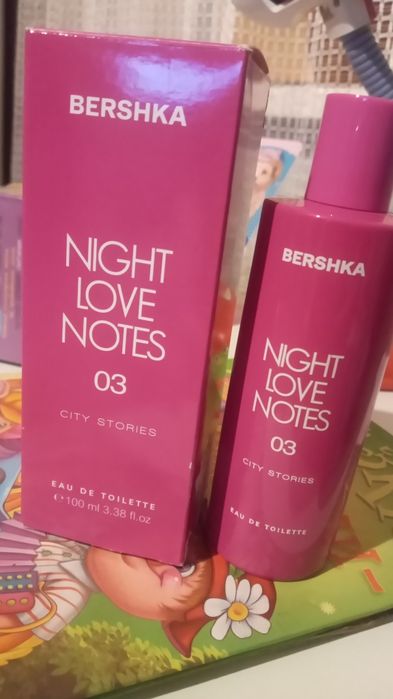 BERSHKA
NIGHT
LOVE
NOTES
03
CITY STORIES
EAU DE TOILETTE
℮ 100 ml 3.38 fl.oz
BERSHKA
NIGHT
LOVE
NOTES
03
CITY STORIES
EAU DE TOILETTE